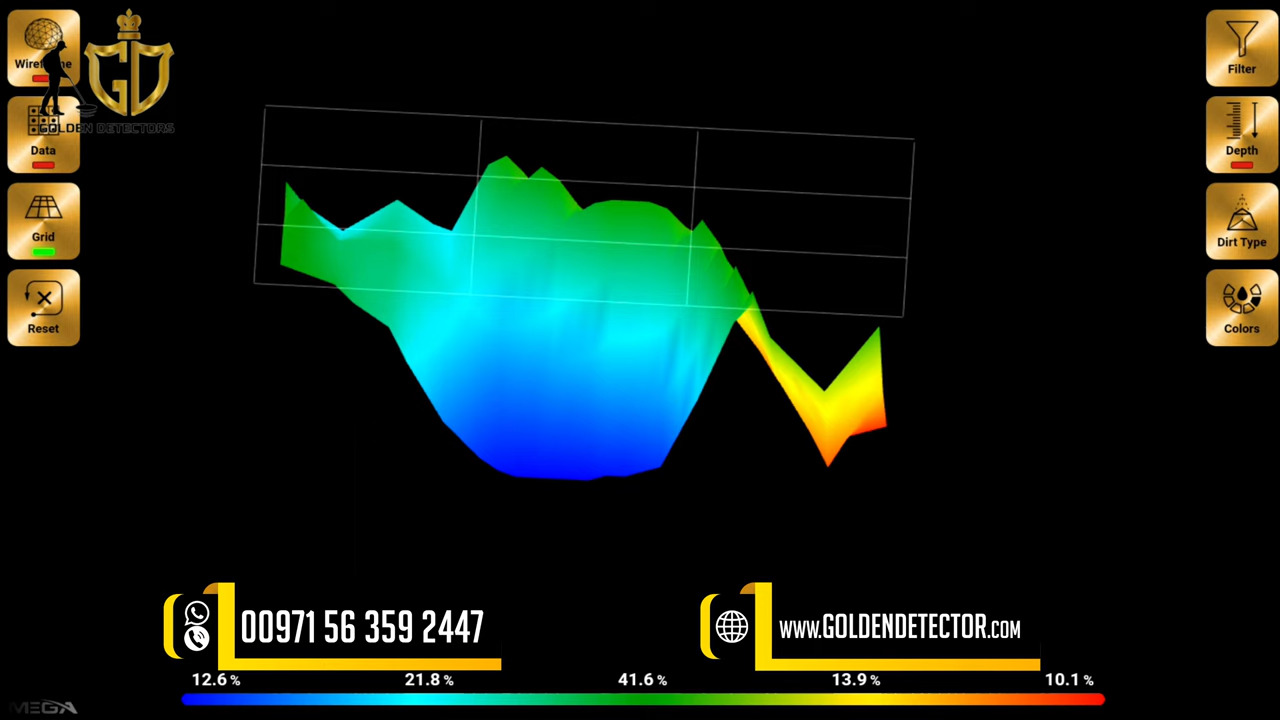 Wireframe
GOLDEN DETECTORS
Data
Grid
Reset
Filter
Depth
Dirt Type
Colors
00971 56 359 2447
www.GOLDENDETECTOR.COM
12.6 % 21.8 % 41.6 % 13.9 % 10.1 %
MEGA